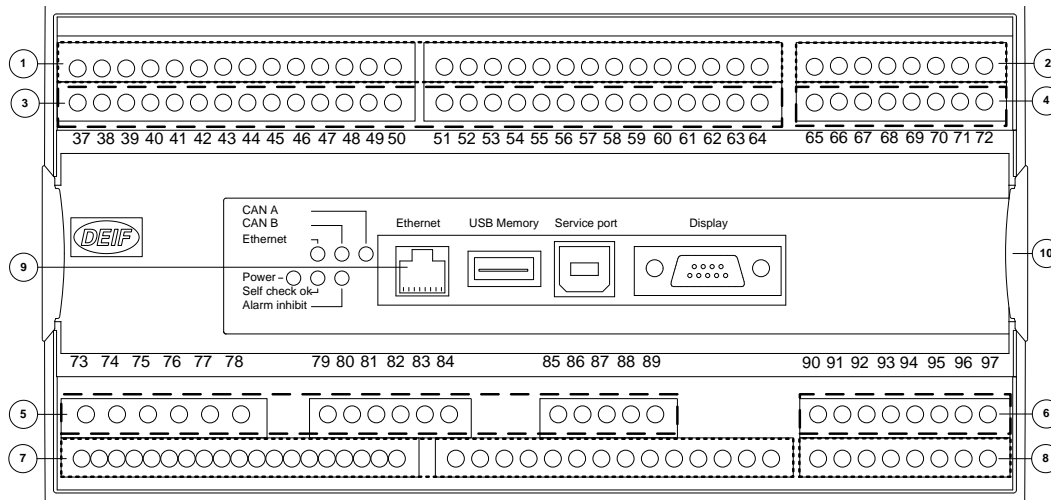 1
2
3
4
37 38 39 40 41 42 43 44 45 46 47 48 49 50 51 52 53 54 55 56 57 58 59 60 61 62 63 64 65 66 67 68 69 70 71 72
CAN A
CAN B
Ethernet
Ethernet USB Memory Service port Display
DEIF
9
10
Power
Self check ok
Alarm inhibit
73 74 75 76 77 78 79 80 81 82 83 84 85 86 87 88 89 90 91 92 93 94 95 96 97
5
6
7
8